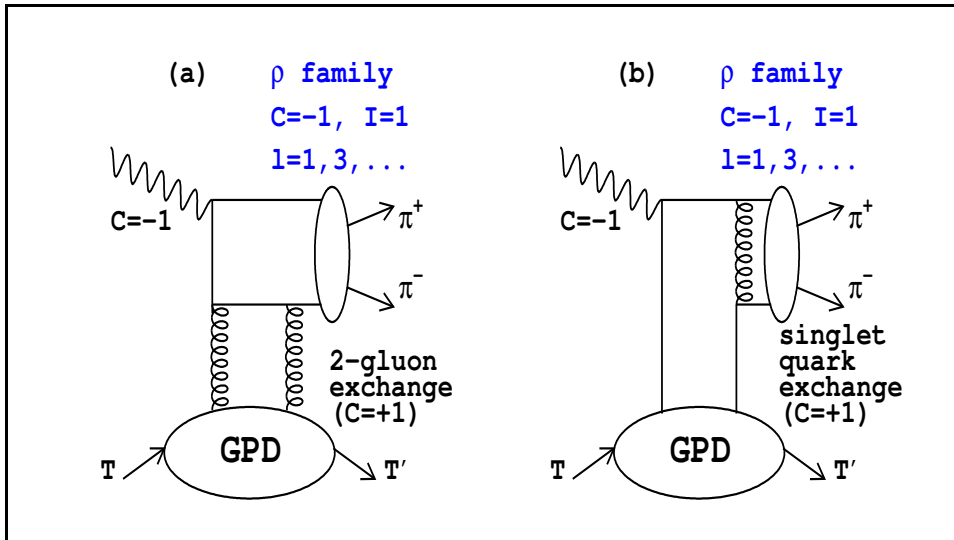 (a)
ρ family
C=−1, I=1
l=1,3,...
C=−1
π+
π−
2−gluon
exchange
(C=+1)
GPD
T
T′
(b)
ρ family
C=−1, I=1
l=1,3,...
C=−1
π+
π−
singlet
quark
exchange
(C=+1)
GPD
T
T′